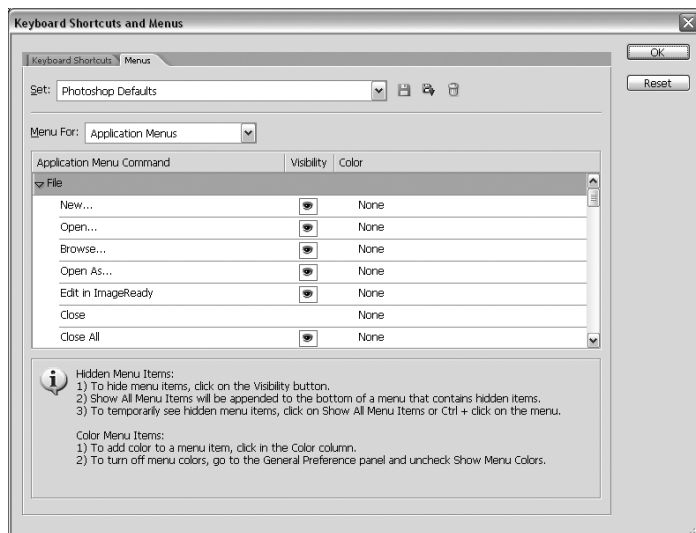 Keyboard Shortcuts and Menus
OK
Reset
Keyboard Shortcuts
Menus
Set: Photoshop Defaults
Menu For: Application Menus
Application Menu Command Visibility Color
File
New... None
Open... None
Browse... None
Open As... None
Edit in ImageReady None
Close None
Close All None
Hidden Menu Items:
1) To hide menu items, click on the Visibility button.
2) Show All Menu Items will be appended to the bottom of a menu that contains hidden items.
3) To temporarily see hidden menu items, click on Show All Menu Items or Ctrl + click on the menu.
Color Menu Items:
1) To add color to a menu item, click in the Color column.
2) To turn off menu colors, go to the General Preference panel and uncheck Show Menu Colors.